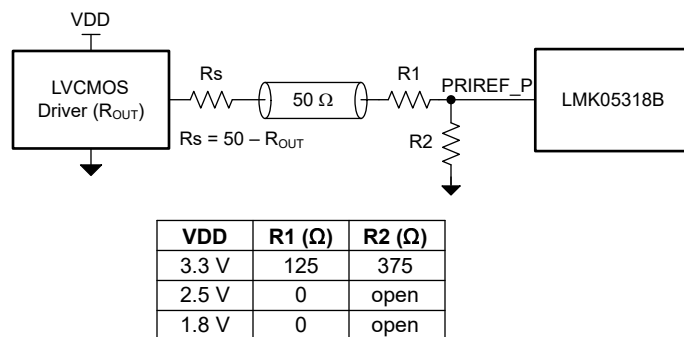 VDD
LVCMOS
Driver (ROUT)
Rs
50 Ω
R1
PRIREF_P
LMK05318B
Rs = 50 – ROUT
R2
VDD R1 (Ω) R2 (Ω)
3.3 V 125 375
2.5 V 0 open
1.8 V 0 open